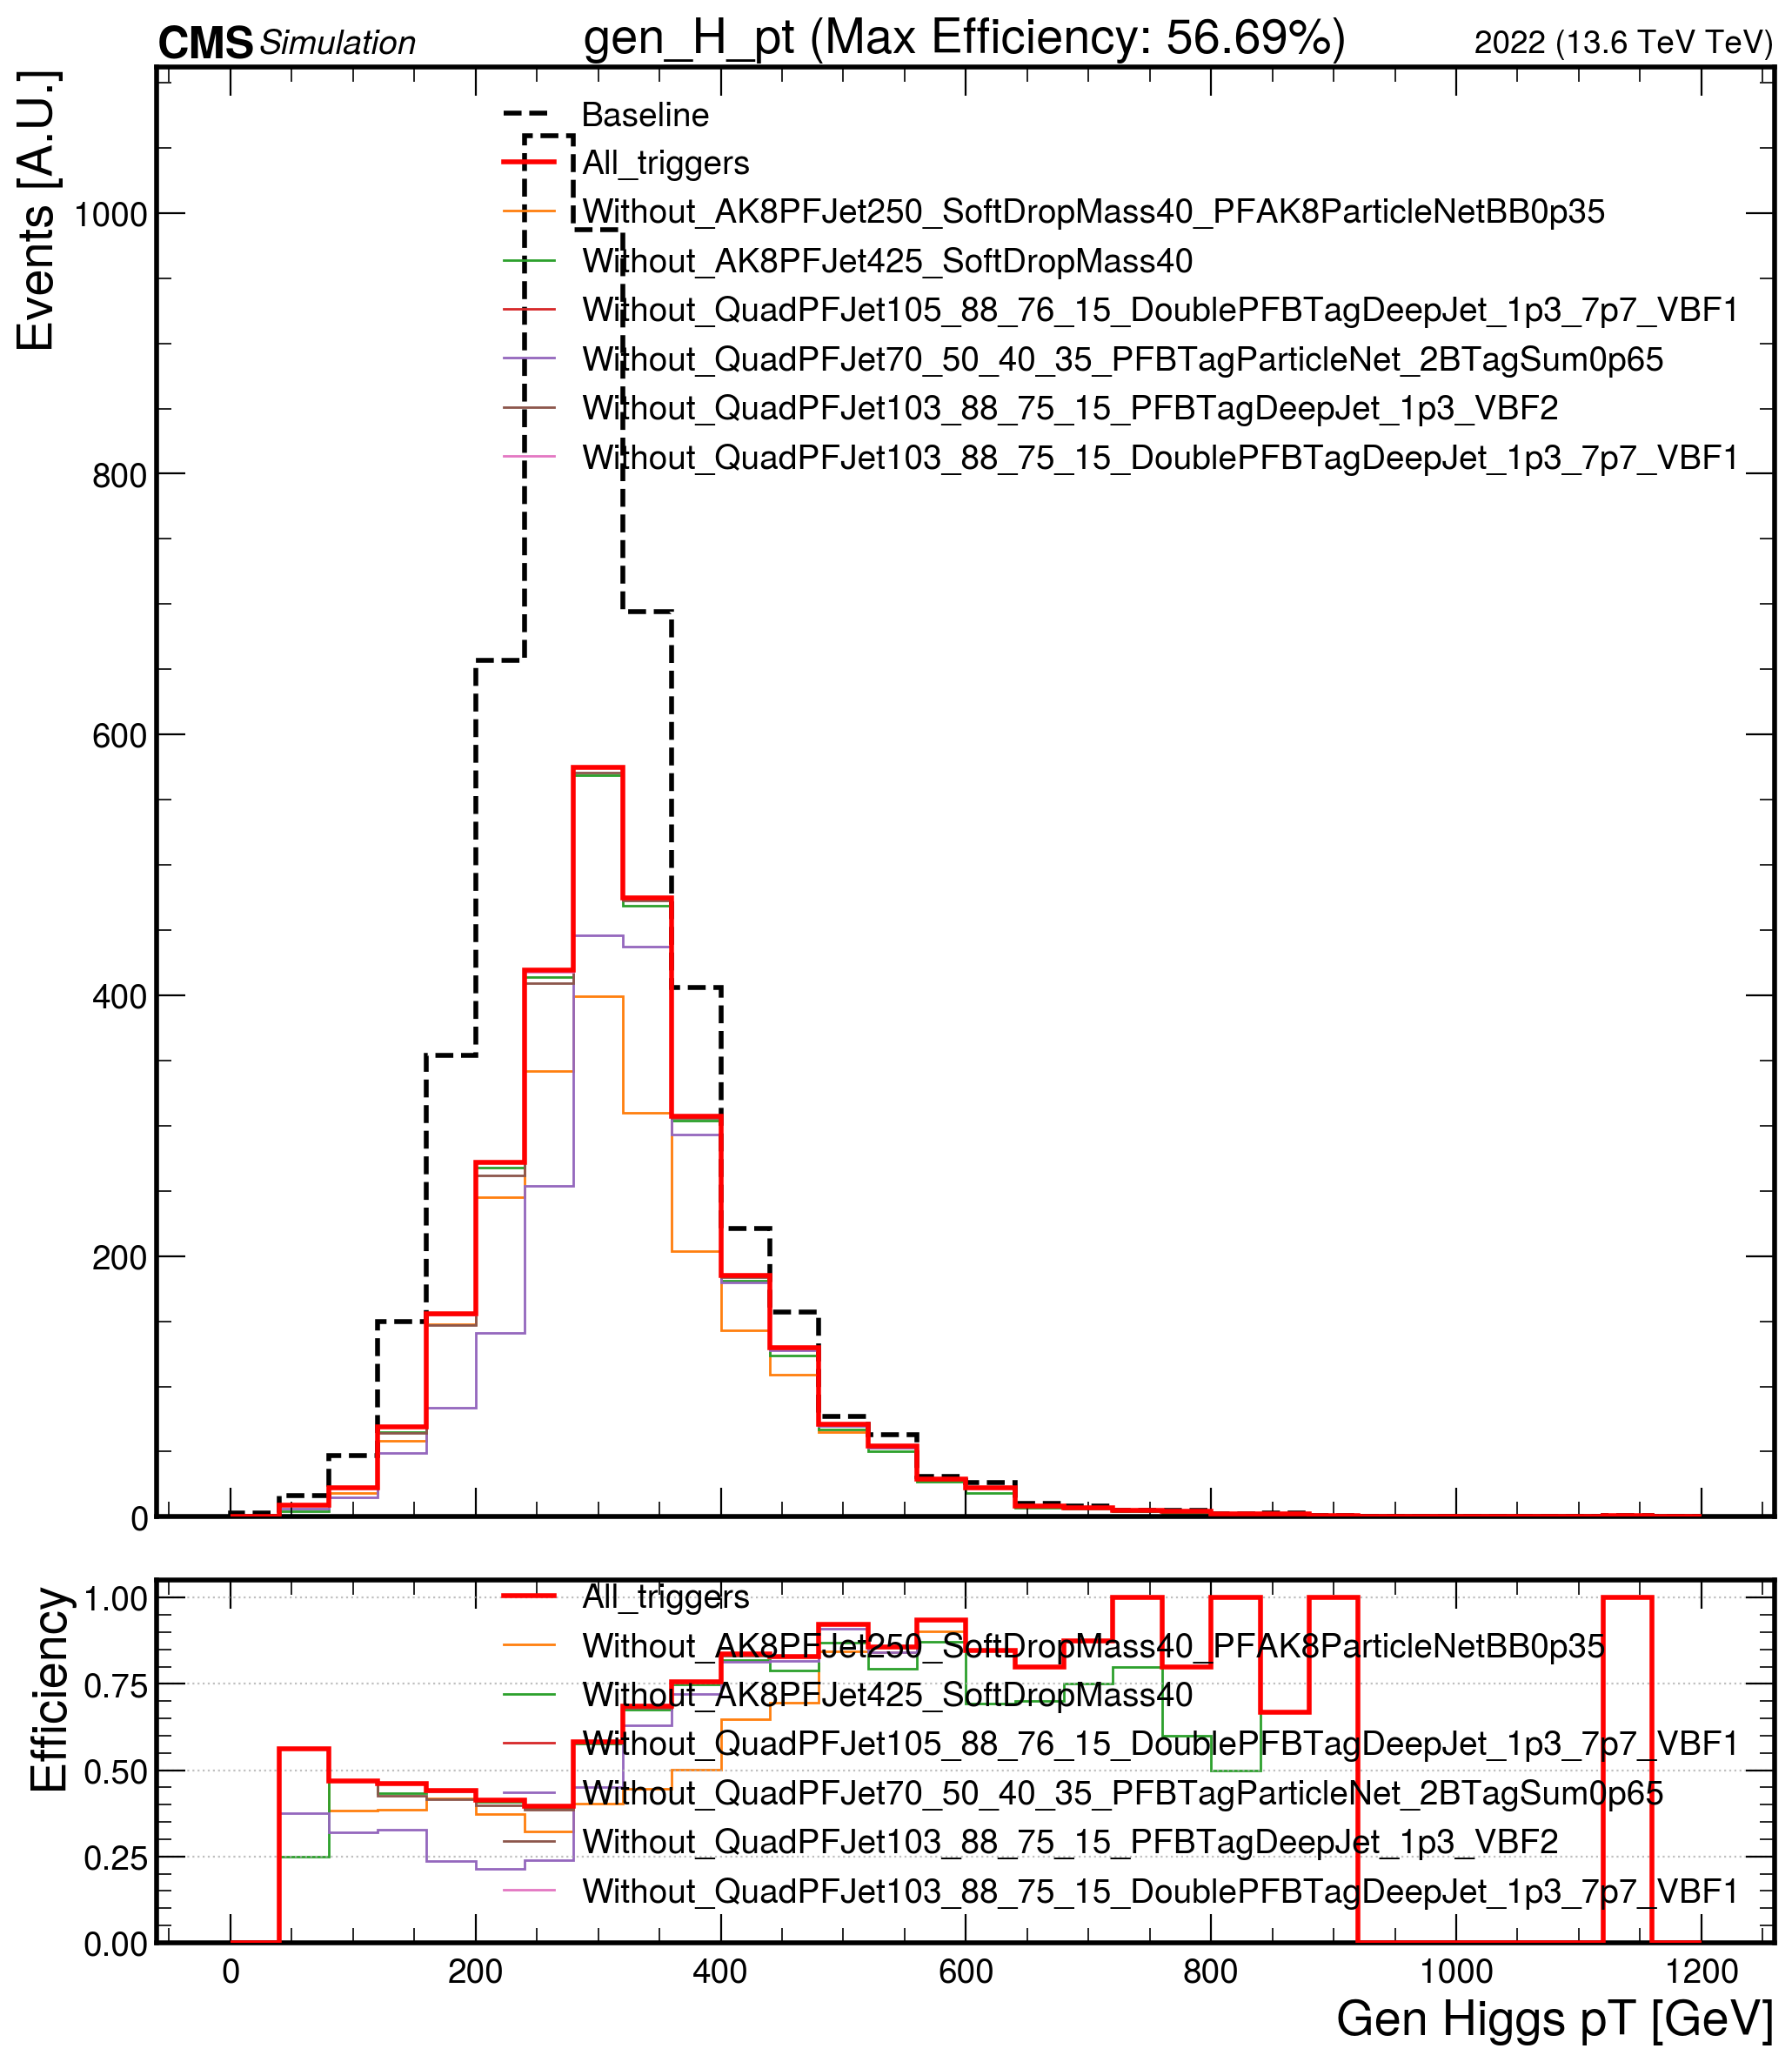 CMS Simulation gen_H_pt (Max Efficiency: 56.69%) 2022 (13.6 TeV TeV)
Events [A.U.]
Baseline
All_triggers
Without_AK8PFJet250_SoftDropMass40_PFAK8ParticleNetBB0p35
Without_AK8PFJet425_SoftDropMass40
Without_QuadPFJet105_88_76_15_DoublePFBTagDeepJet_1p3_7p7_VBF1
Without_QuadPFJet70_50_40_35_PFBTagParticleNet_2BTagSum0p65
Without_QuadPFJet103_88_75_15_PFBTagDeepJet_1p3_VBF2
Without_QuadPFJet103_88_75_15_DoublePFBTagDeepJet_1p3_7p7_VBF1
1000
800
600
400
200
0
Efficiency
1.00
0.75
0.50
0.25
0.00
All_triggers
Without_AK8PFJet250_SoftDropMass40_PFAK8ParticleNetBB0p35
Without_AK8PFJet425_SoftDropMass40
Without_QuadPFJet105_88_76_15_DoublePFBTagDeepJet_1p3_7p7_VBF1
Without_QuadPFJet70_50_40_35_PFBTagParticleNet_2BTagSum0p65
Without_QuadPFJet103_88_75_15_PFBTagDeepJet_1p3_VBF2
Without_QuadPFJet103_88_75_15_DoublePFBTagDeepJet_1p3_7p7_VBF1
0 200 400 600 800 1000 1200
Gen Higgs pT [GeV]